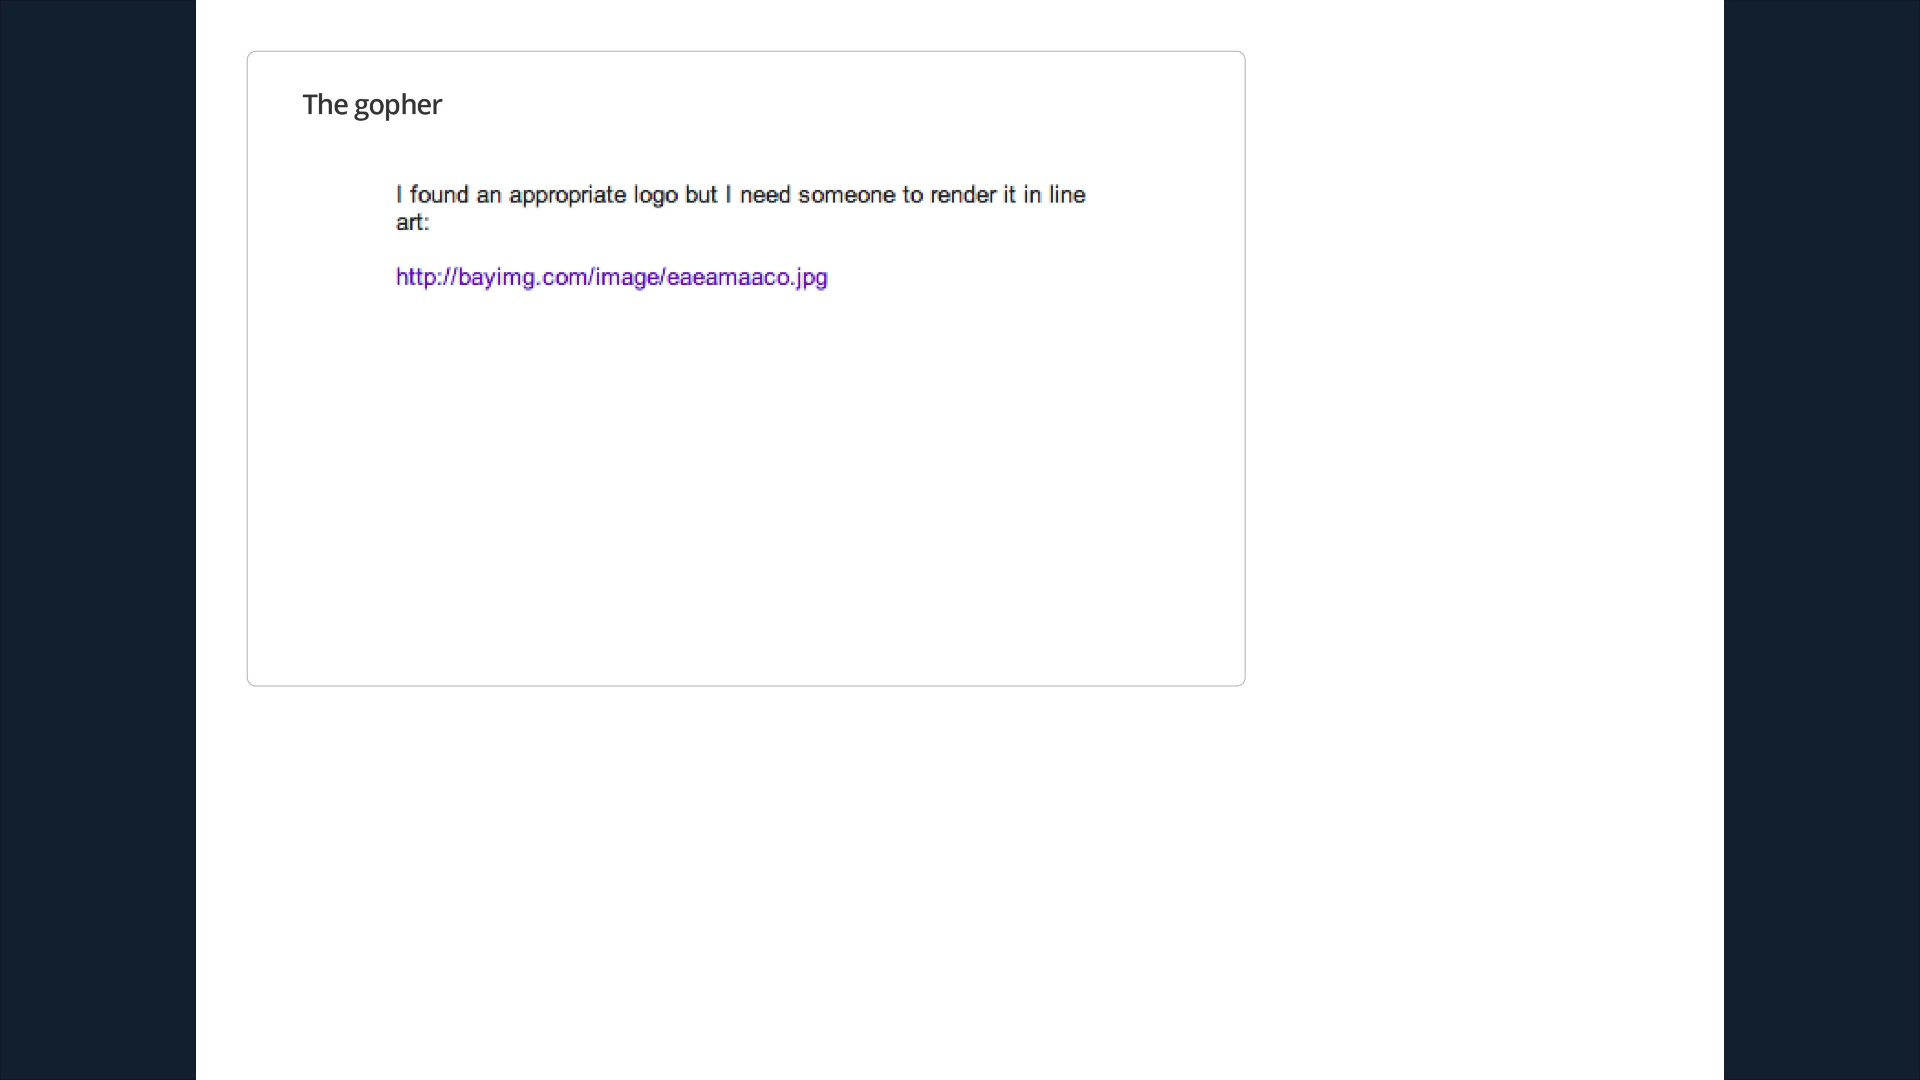 The gopher
I found an appropriate logo but I need someone to render it in line
art:
http://bayimg.com/image/eaeamaaco.jpg